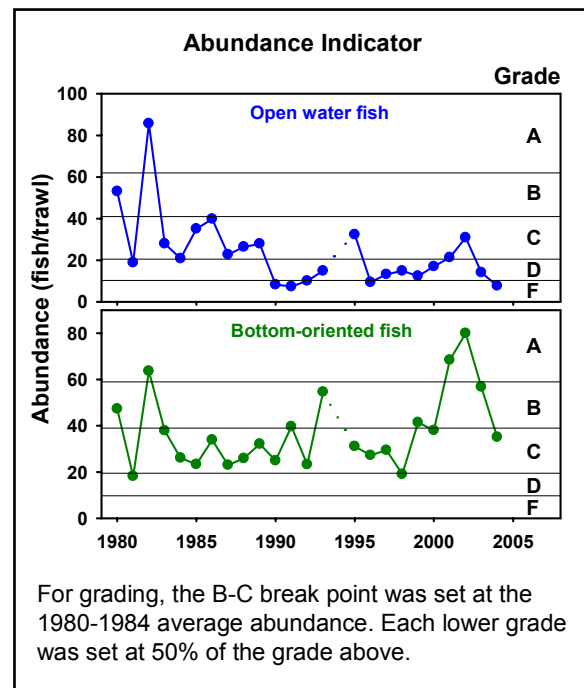 Abundance Indicator
Grade
Abundance (fish/trawl)
100
80
60
40
20
0
Open water fish
A
B
C
D
F
80
60
40
20
0
Bottom-oriented fish
A
B
C
D
F
1980 1985 1990 1995 2000 2005
For grading, the B-C break point was set at the
1980-1984 average abundance. Each lower grade
was set at 50% of the grade above.